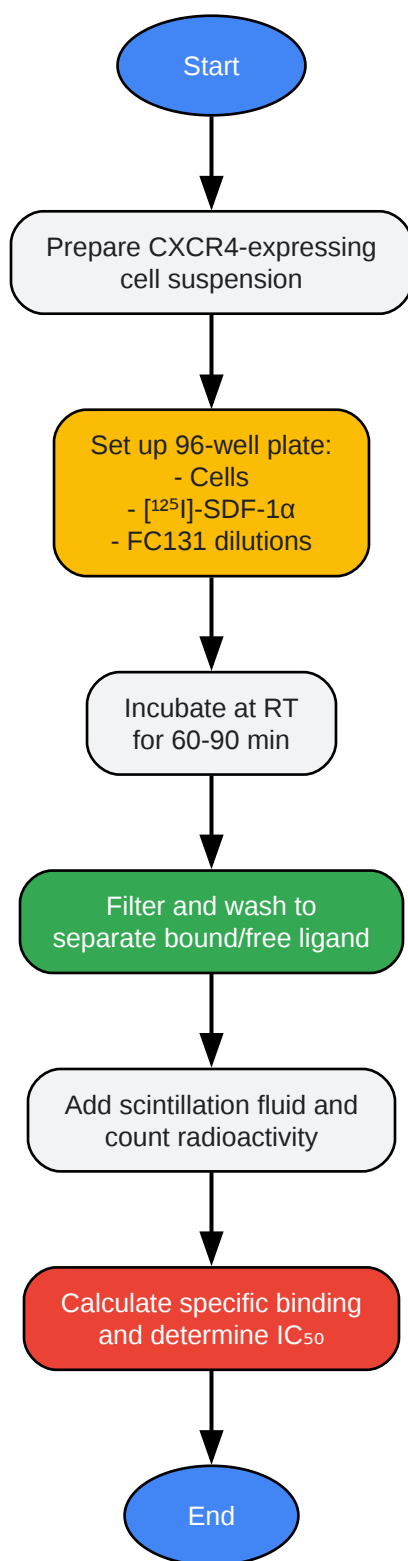 Start
Prepare CXCR4-expressing
cell suspension
Set up 96-well plate:
- Cells
- [¹²⁵I]-SDF-1α
- FC131 dilutions
Incubate at RT
for 60-90 min
Filter and wash to
separate bound/free ligand
Add scintillation fluid and
count radioactivity
Calculate specific binding
and determine IC₅₀
End